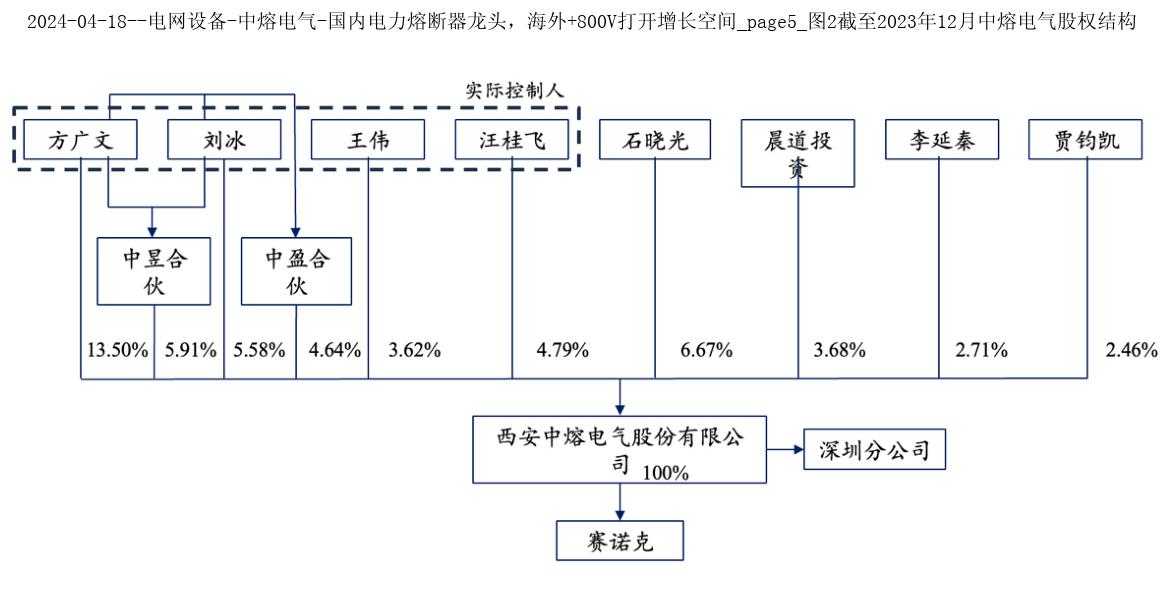 2024-04-18--电网设备-中熔电气-国内电力熔断器龙头，海外+800V打开增长空间_page5_图2截至2023年12月中熔电气股权结构
实际控制人
方广文
刘冰
王伟
汪桂飞
石晓光
晨道投
资
李延秦
贾钧凯
中昱合
伙
中盈合
伙
13.50%
5.91%
5.58%
4.64%
3.62%
4.79%
6.67%
3.68%
2.71%
2.46%
西安中熔电气股份有限公
司
100%
深圳分公司
赛诺克